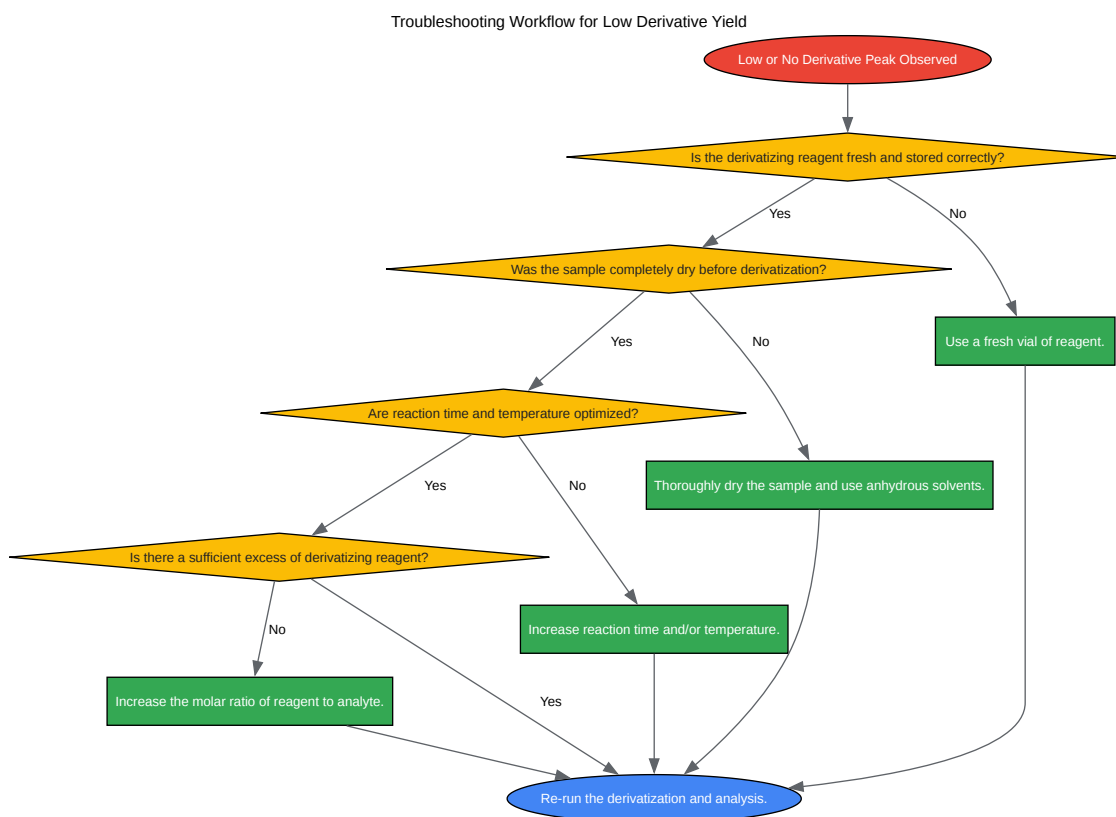 Troubleshooting Workflow for Low Derivative Yield
Low or No Derivative Peak Observed
Is the derivatizing reagent fresh and stored correctly?
Yes
No
Was the sample completely dry before derivatization?
Use a fresh vial of reagent.
Yes
No
Are reaction time and temperature optimized?
Thoroughly dry the sample and use anhydrous solvents.
Yes
No
Is there a sufficient excess of derivatizing reagent?
Increase reaction time and/or temperature.
No
Yes
Increase the molar ratio of reagent to analyte.
Re-run the derivatization and analysis.